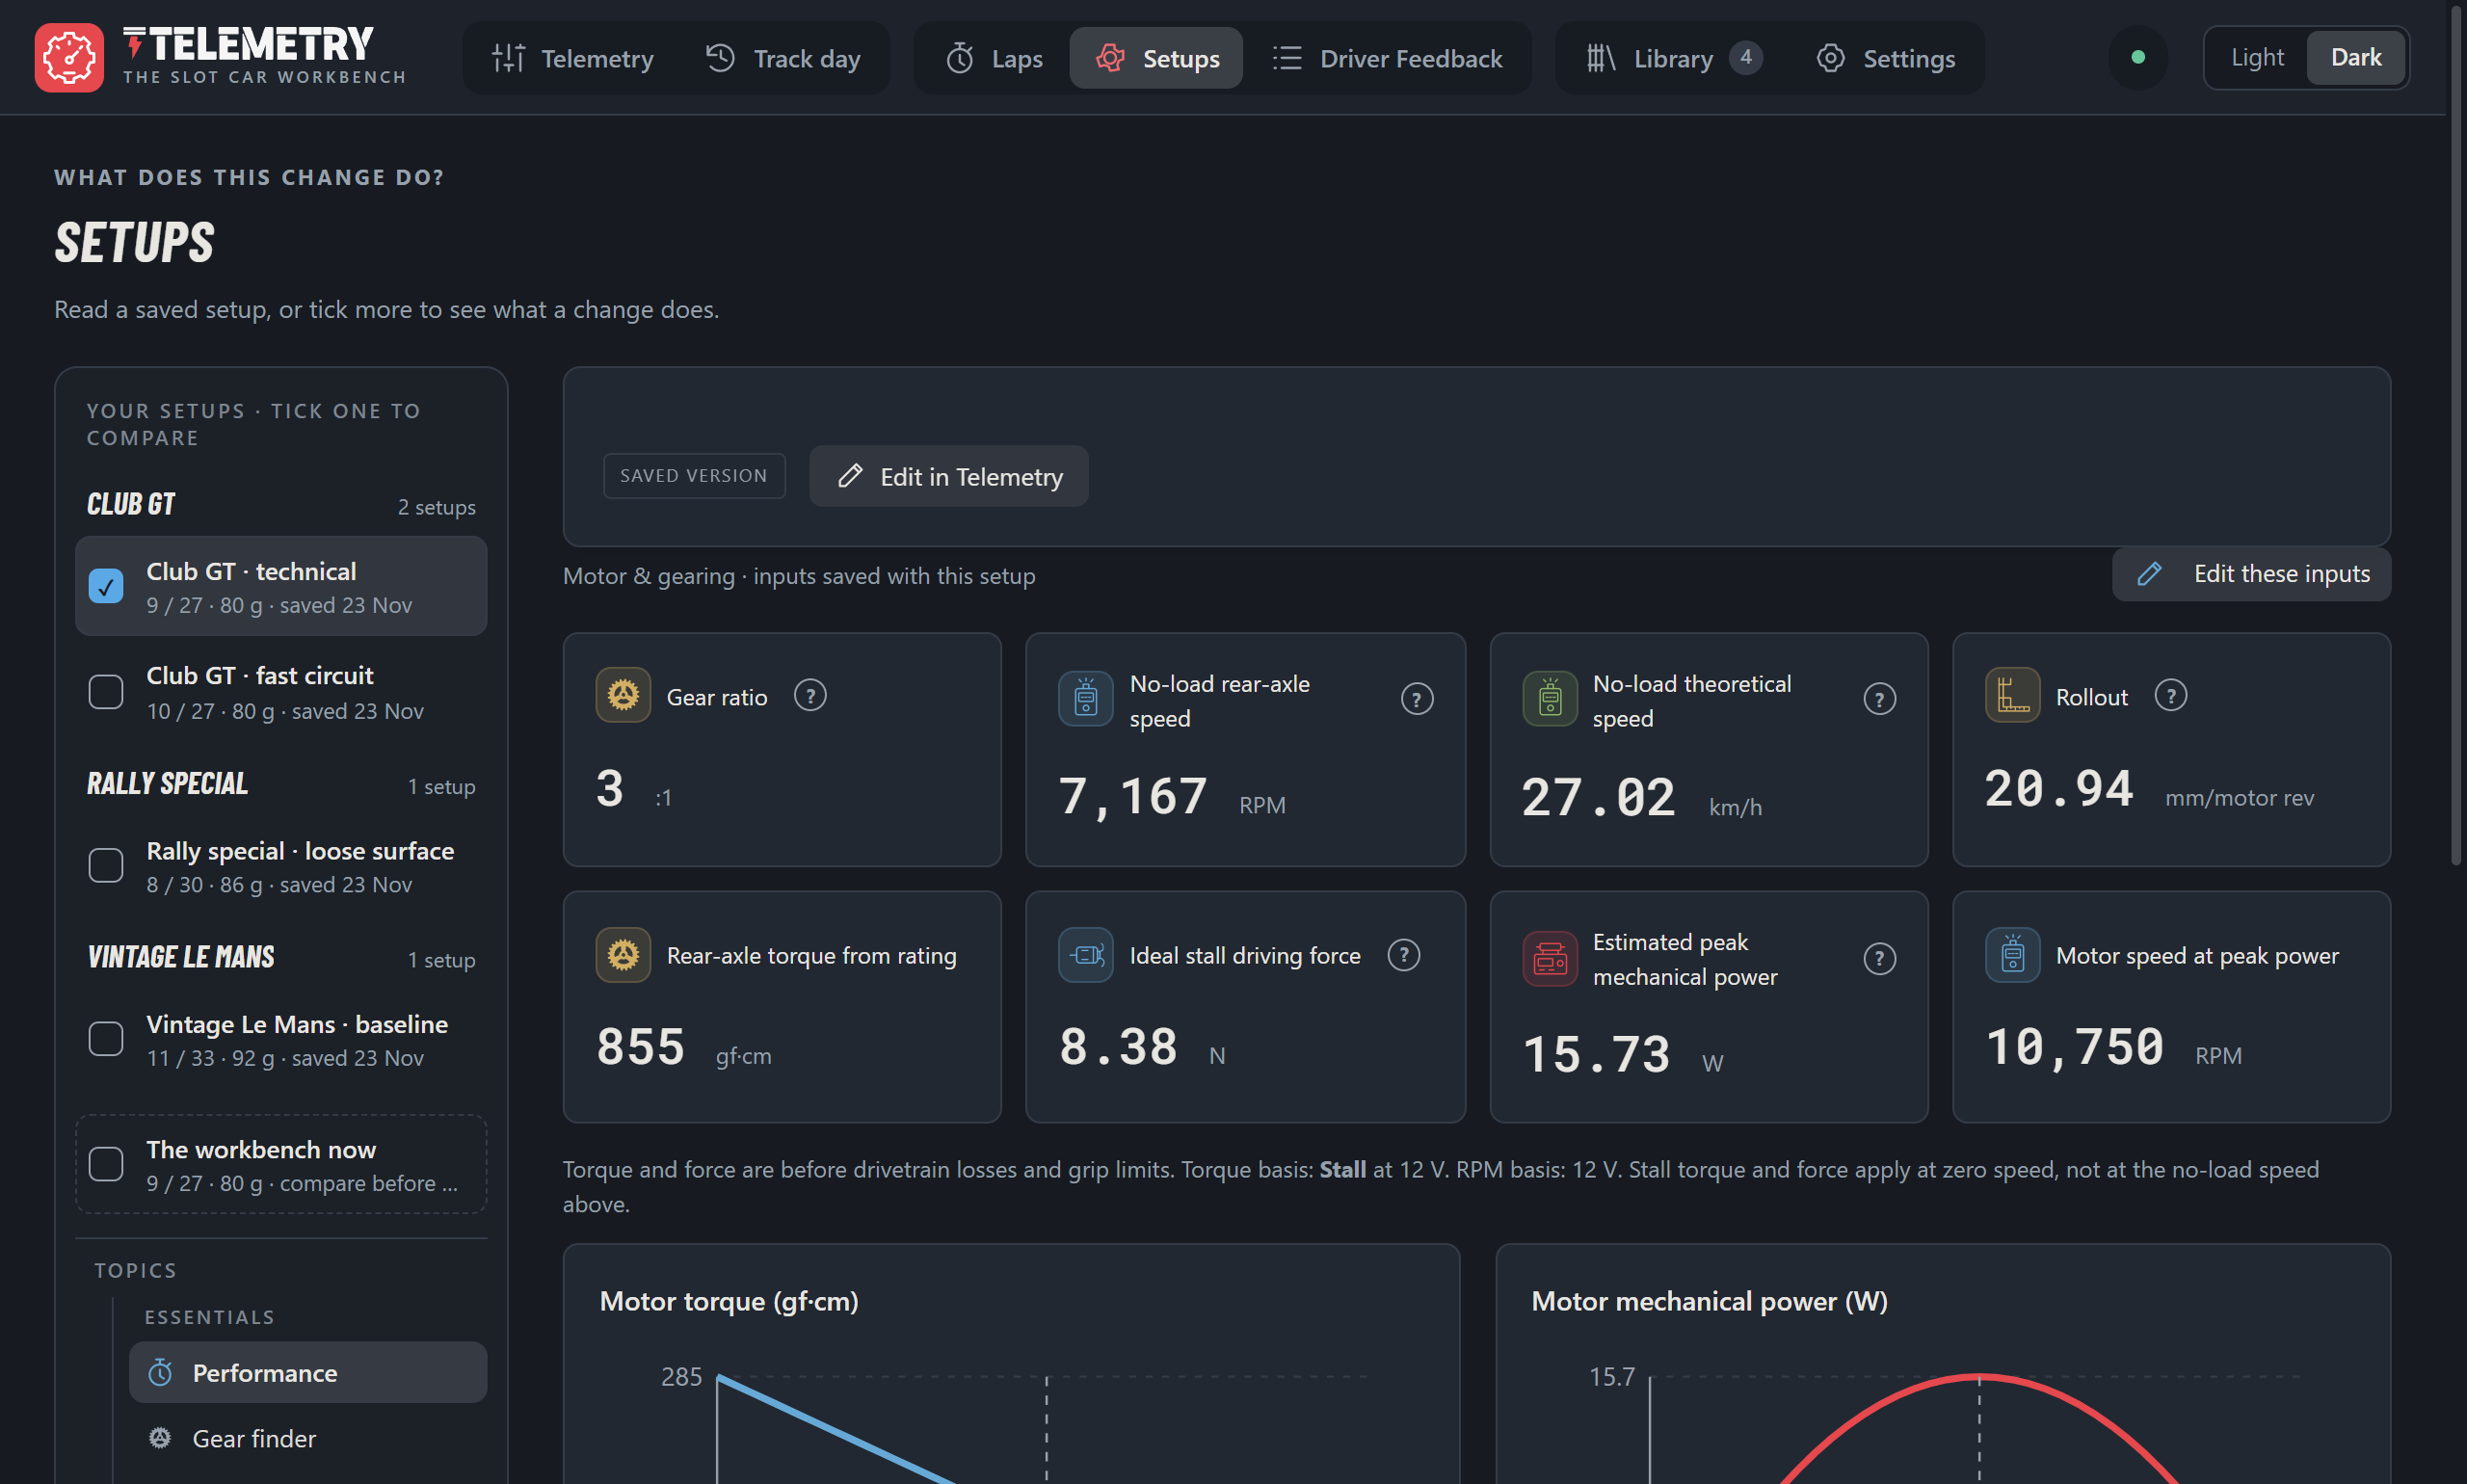 TELEMETRY
THE SLOT CAR WORKBENCH
Telemetry
Track day
Laps
Setups
Driver Feedback
Library 4
Settings
Light
Dark
WHAT DOES THIS CHANGE DO?
SETUPS
Read a saved setup, or tick more to see what a change does.
YOUR SETUPS · TICK ONE TO
COMPARE
CLUB GT 2 setups
Club GT · technical
9 / 27 · 80 g · saved 23 Nov
Club GT · fast circuit
10 / 27 · 80 g · saved 23 Nov
RALLY SPECIAL 1 setup
Rally special · loose surface
8 / 30 · 86 g · saved 23 Nov
VINTAGE LE MANS 1 setup
Vintage Le Mans · baseline
11 / 33 · 92 g · saved 23 Nov
The workbench now
9 / 27 · 80 g · compare before ...
TOPICS
ESSENTIALS
Performance
Gear finder
SAVED VERSION
Edit in Telemetry
Motor & gearing · inputs saved with this setup
Edit these inputs
Gear ratio ?
3 :1
No-load rear-axle
speed ?
7,167 RPM
No-load theoretical
speed ?
27.02 km/h
Rollout ?
20.94 mm/motor rev
Rear-axle torque from rating
855 gf·cm
Ideal stall driving force ?
8.38 N
Estimated peak
mechanical power ?
15.73 W
Motor speed at peak power
10,750 RPM
Torque and force are before drivetrain losses and grip limits. Torque basis: Stall at 12 V. RPM basis: 12 V. Stall torque and force apply at zero speed, not at the no-load speed
above.
Motor torque (gf·cm)
285
Motor mechanical power (W)
15.7